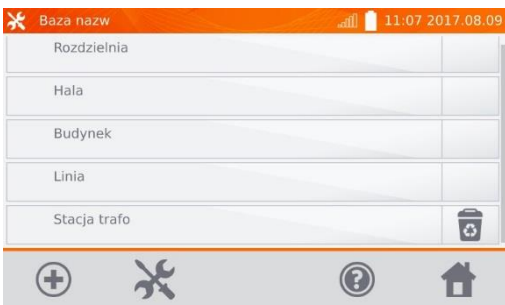 Baza nazw 11:07 2017.08.09
Rozdzielnia
Hala
Budynek
Linia
Stacja trafo